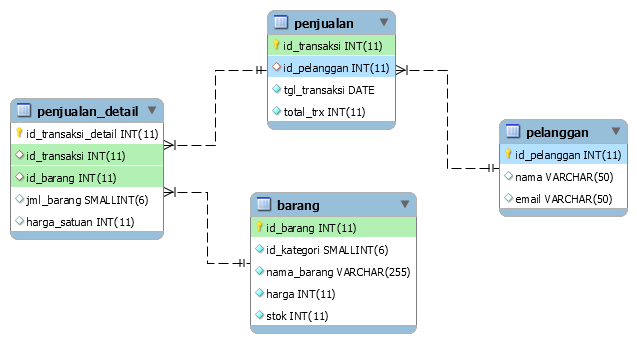 penjualan
id_transaksi INT(11)
id_pelanggan INT(11)
tgl_transaksi DATE
total_trx INT(11)
penjualan_detail
id_transaksi_detail INT(11)
id_transaksi INT(11)
id_barang INT(11)
jml_barang SMALLINT(6)
harga_satuan INT(11)
pelanggan
id_pelanggan INT(11)
nama VARCHAR(50)
email VARCHAR(50)
barang
id_barang INT(11)
id_kategori SMALLINT(6)
nama_barang VARCHAR(255)
harga INT(11)
stok INT(11)